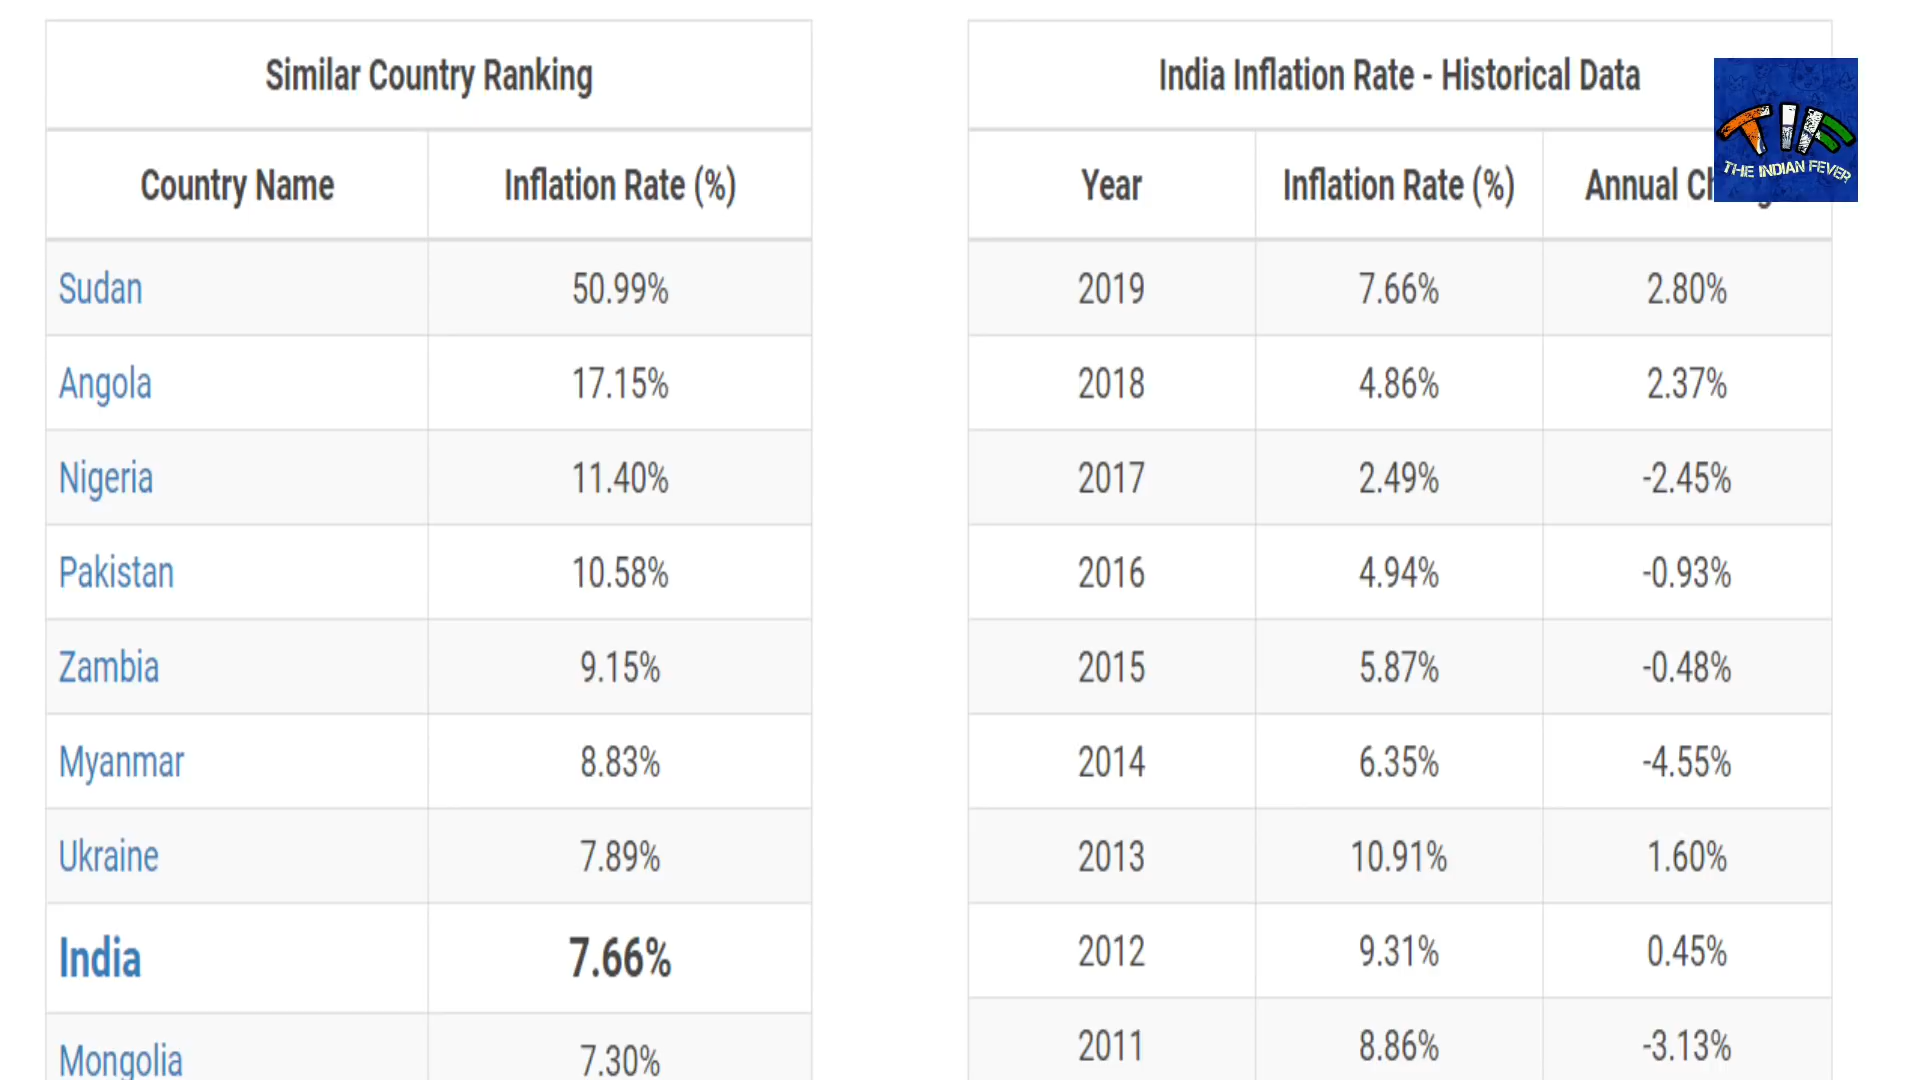 Similar Country Ranking
Country Name Inflation Rate (%)
Sudan 50.99%
Angola 17.15%
Nigeria 11.40%
Pakistan 10.58%
Zambia 9.15%
Myanmar 8.83%
Ukraine 7.89%
India 7.66%
Mongolia 7.30%
India Inflation Rate - Historical Data
Year Inflation Rate (%) Annual
2019 7.66% 2.80%
2018 4.86% 2.37%
2017 2.49% -2.45%
2016 4.94% -0.93%
2015 5.87% -0.48%
2014 6.35% -4.55%
2013 10.91% 1.60%
2012 9.31% 0.45%
2011 8.86% -3.13%
TIF
THE INDIAN FEVER